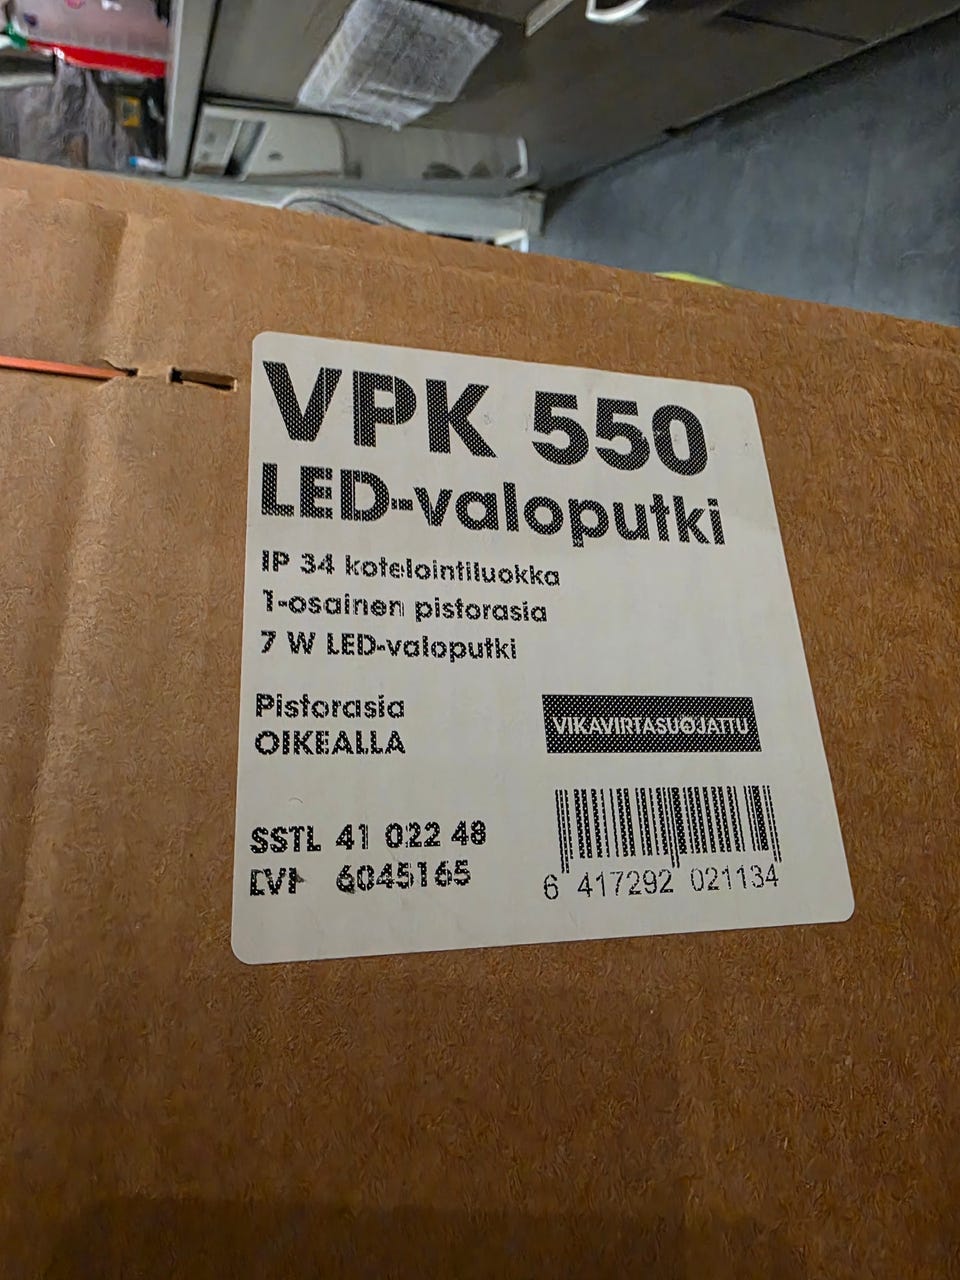 VPK 550
LED-valoputki
IP 34 kotelointiluokka
1-osainen pistorasia
7 W LED-valoputki
Pistorasia
OIKEALLA
VIKAVIRTASUOJATTU
SSTL 41 022 48
LVI 6045165
6 417292 021134